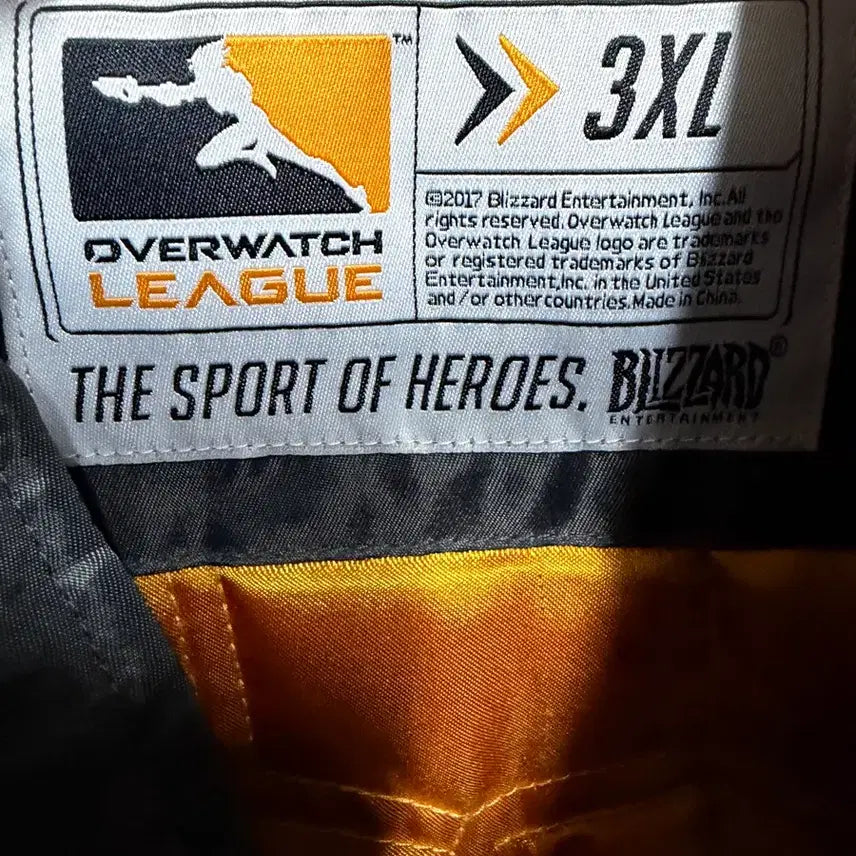 ™
OVERWATCH
LEAGUE
3XL
©2017 Blizzard Entertainment, Inc. All
rights reserved. Overwatch League and the
Overwatch League logo are trademarks
or registered trademarks of Blizzard
Entertainment,Inc. in the United States
and / or other countries. Made in China.
THE SPORT OF HEROES.
BLIZZARD®
ENTERTAINMENT